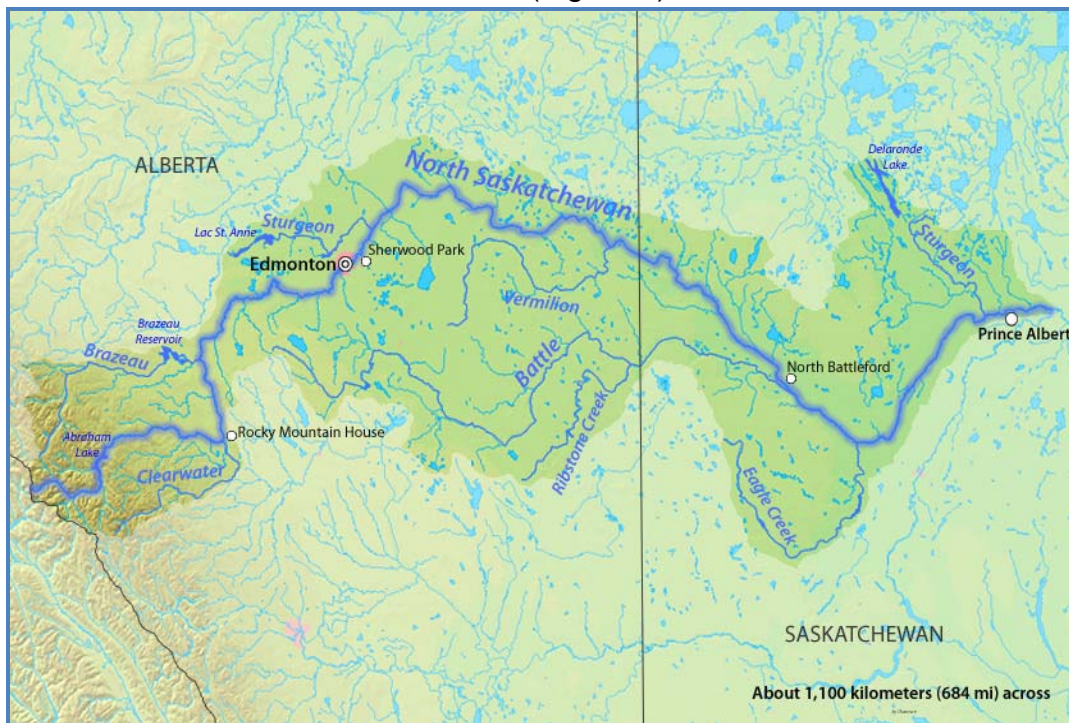 ALBERTA
North Saskatchewan
Delaronde
Lake
Sturgeon
Lac St. Anne
Sherwood Park
Edmonton
Sturgeon
Vermilion
Brazeau
Reservoir
Brazeau
Prince Albert
Battle
North Battleford
Ribstone Creek
Abraham
Lake
Rocky Mountain House
Clearwater
Eagle Creek
SASKATCHEWAN
About 1,100 kilometers (684 mi) across